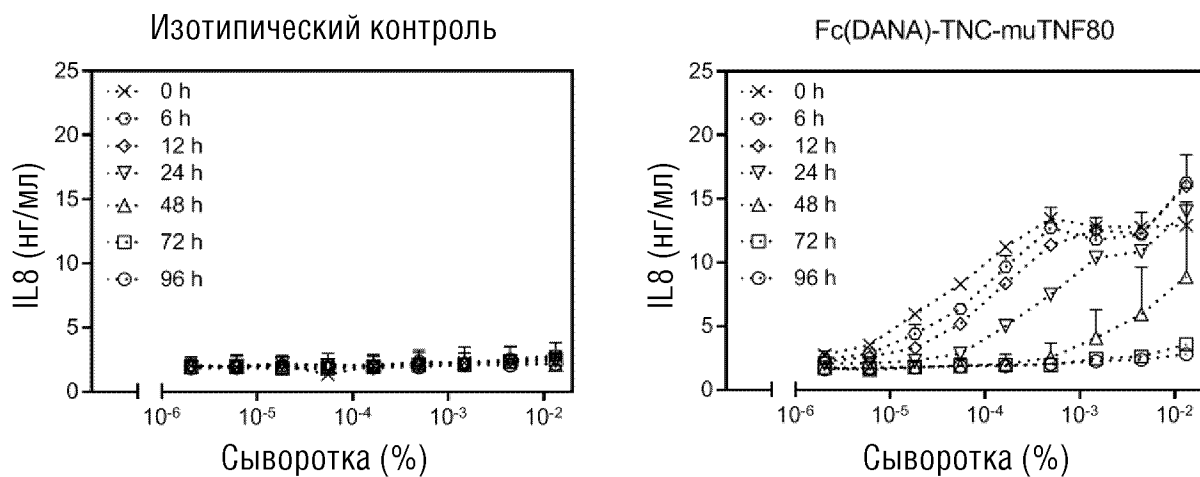 Изотипический контроль
25
20
15
10
5
0
IL8 (нг/мл)
0 h
6 h
12 h
24 h
48 h
72 h
96 h
10-6
10-5
10-4
10-3
10-2
Сыворотка (%)
Fc(DANA)-TNC-muTNF80
25
20
15
10
5
0
IL8 (нг/мл)
0 h
6 h
12 h
24 h
48 h
72 h
96 h
10-6
10-5
10-4
10-3
10-2
Сыворотка (%)